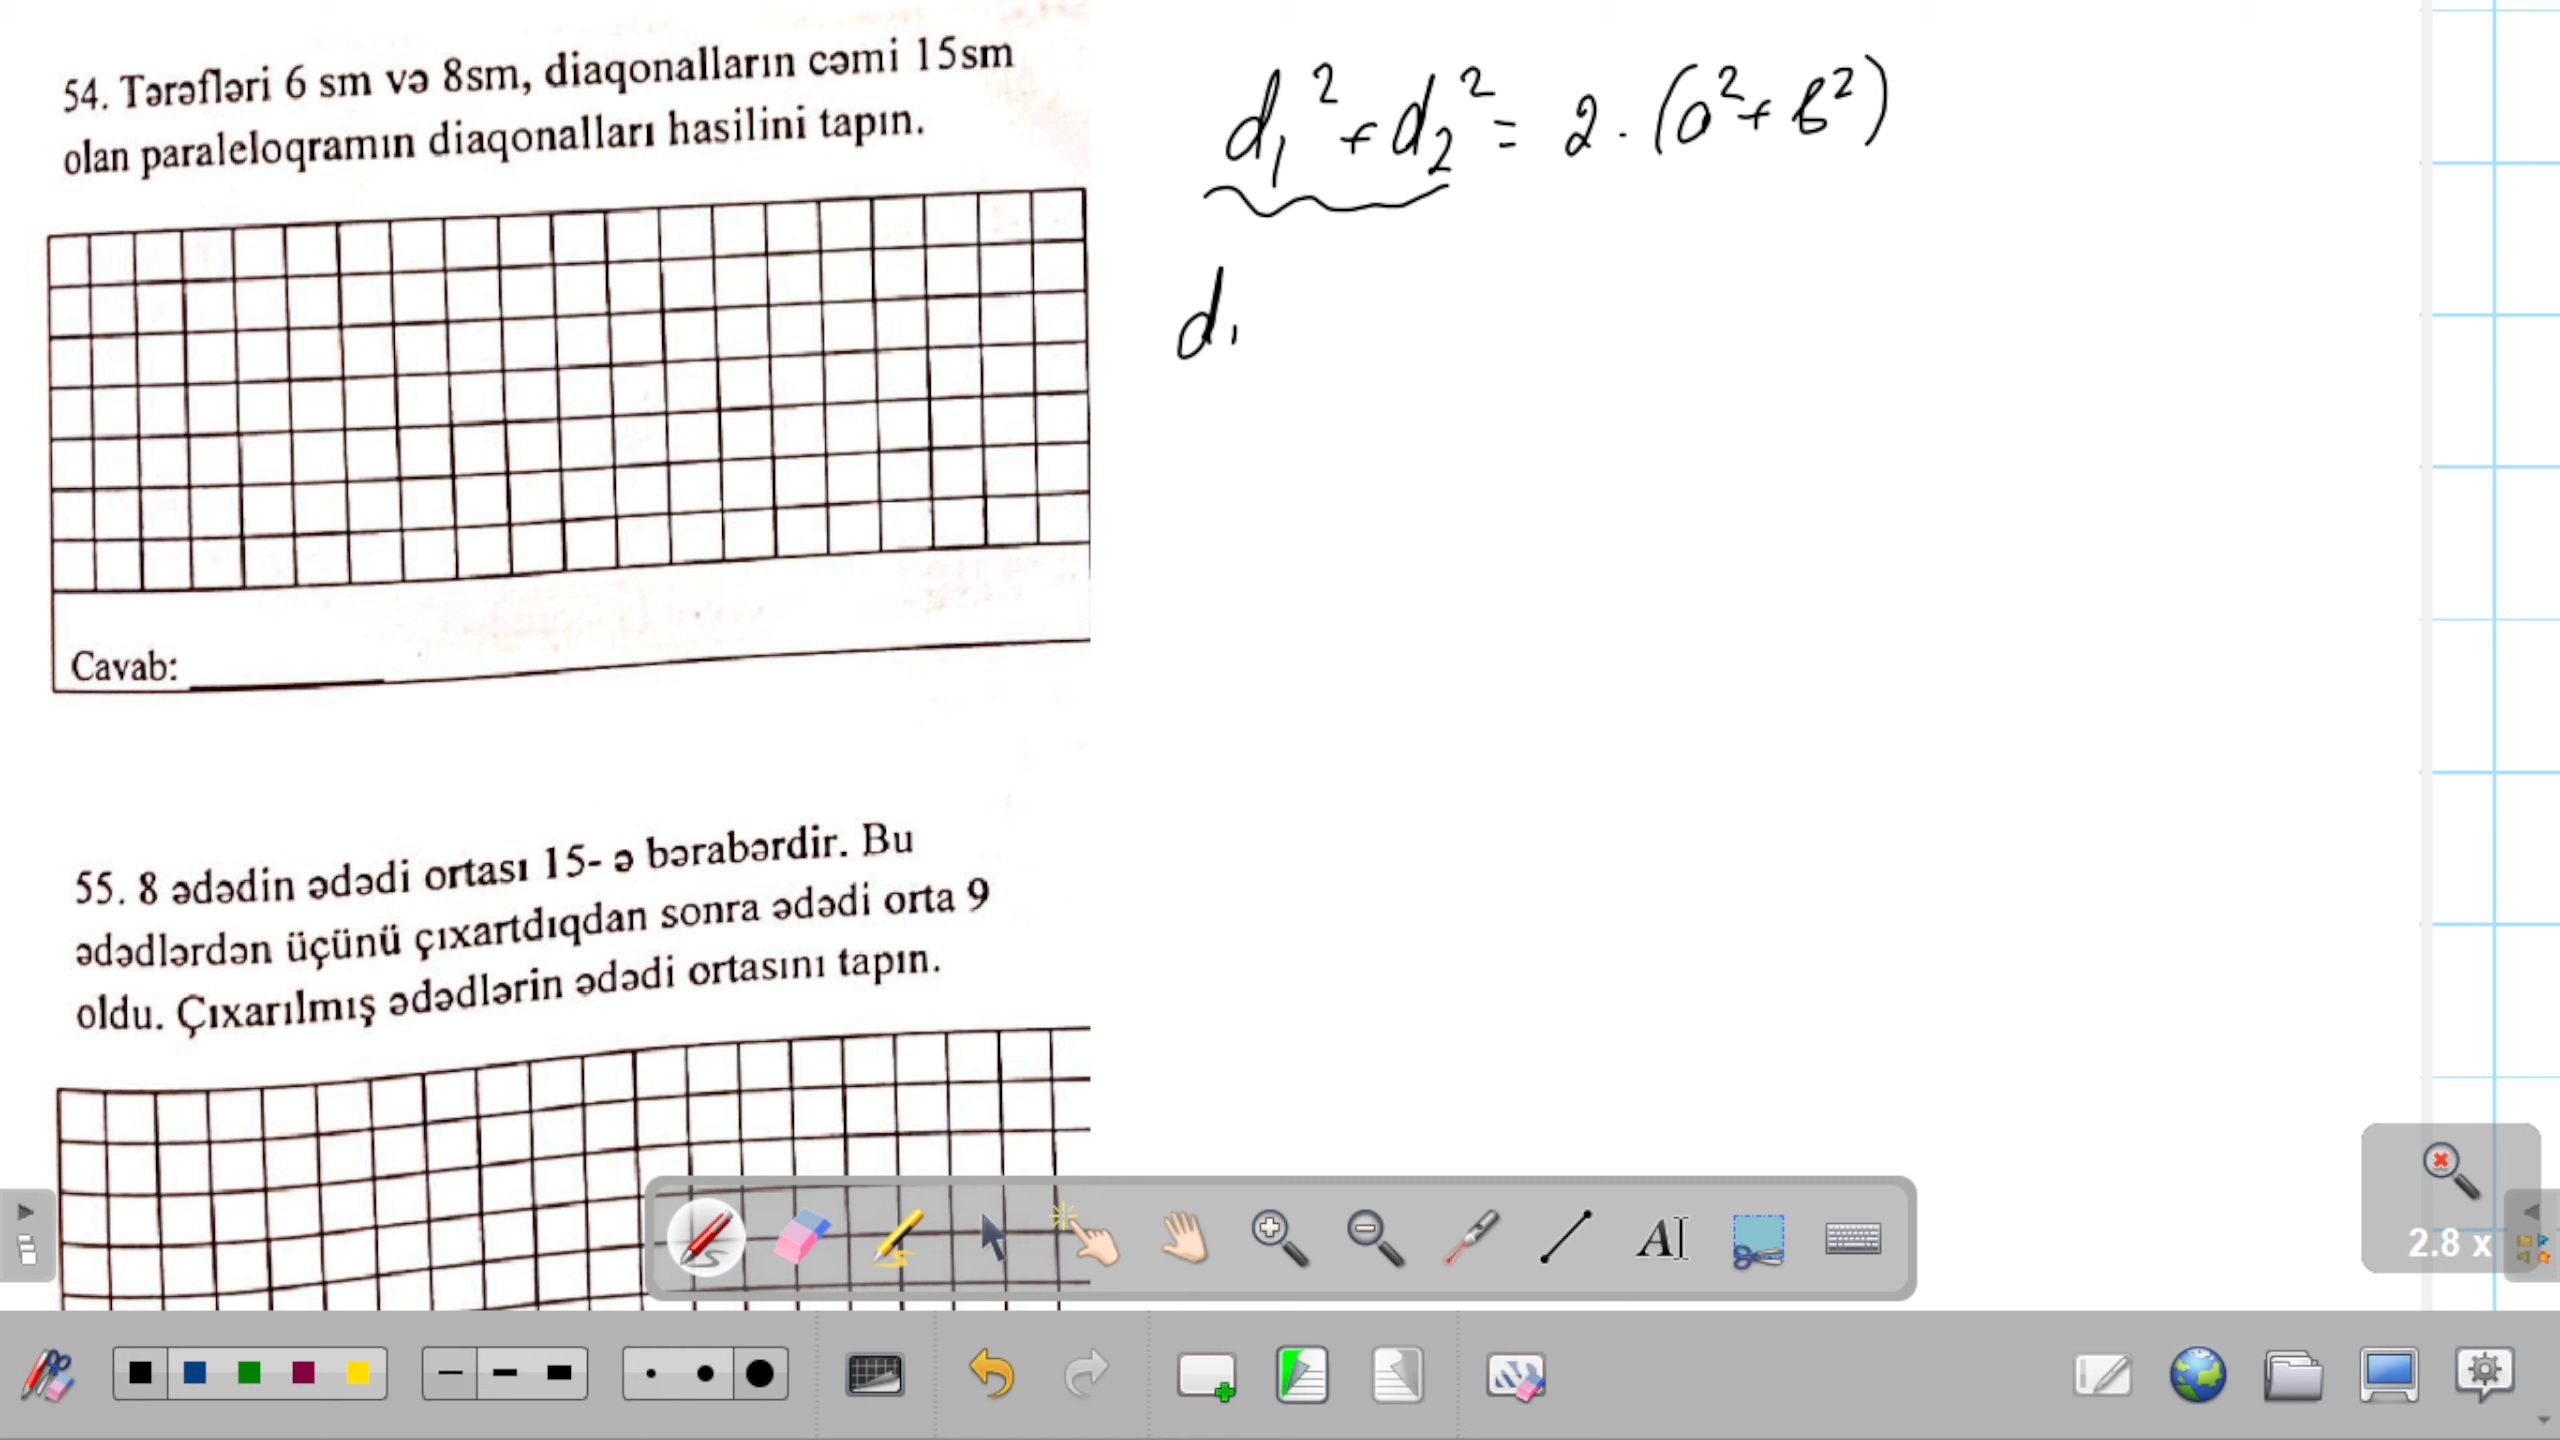 54. Tərəfləri 6 sm və 8sm, diaqonalların cəmi 15sm
olan paraleloqramın diaqonalları hasilini tapın.
Cavab:
55. 8 ədədin ədədi ortası 15- ə bərabərdir. Bu
ədədlərdən üçünü çıxartdıqdan sonra ədədi orta 9
oldu. Çıxarılmış ədədlərin ədədi ortasını tapın.
d₁² + d₂² = 2 · (a² + b²)
d₁
2.8 x